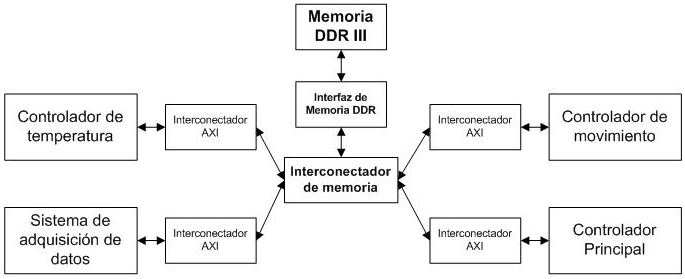 Memoria
DDR III
Interfaz de
Memoria DDR
Controlador de
temperatura
Interconectador
AXI
Interconectador
AXI
Controlador de
movimiento
Interconectador
de memoria
Sistema de
adquisición de
datos
Interconectador
AXI
Interconectador
AXI
Controlador
Principal